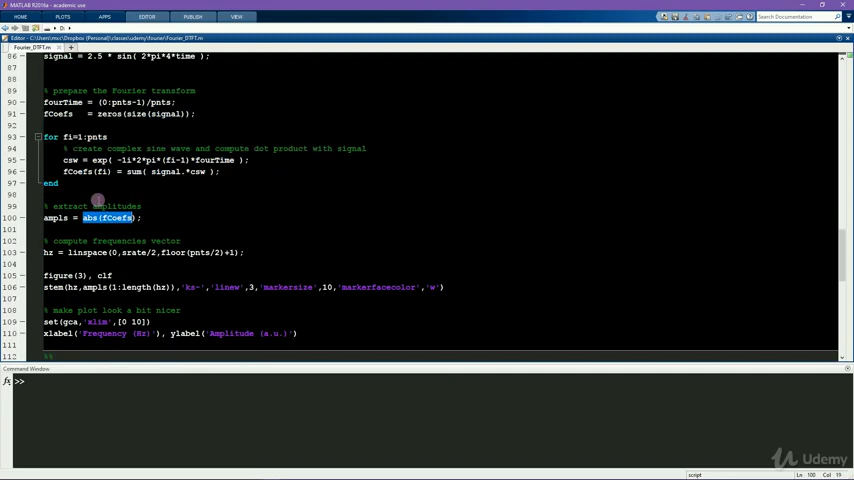 MATLAB R2016a - academic use
HOME PLOTS APPS EDITOR PUBLISH VIEW
Search Documentation
D:
Editor - C:\Users\mxc\Dropbox (Personal)\classes\udemy\fourier\Fourier_DTFT.m
Fourier_DTFT.m
86 signal = 2.5 * sin( 2*pi*4*time );
87
88
89 % prepare the Fourier transform
90 fourTime = (0:pnts-1)/pnts;
91 fCoefs = zeros(size(signal));
92
93 for fi=1:pnts
94 % create complex sine wave and compute dot product with signal
95 csw = exp( -1i*2*pi*(fi-1)*fourTime );
96 fCoefs(fi) = sum( signal.*csw );
97 end
98
99 % extract amplitudes
100 ampls = abs(fCoefs);
101
102 % compute frequencies vector
103 hz = linspace(0,srate/2,floor(pnts/2)+1);
104
105 figure(3), clf
106 stem(hz,ampls(1:length(hz)),'ks-','linew',3,'markersize',10,'markerfacecolor','w')
107
108 % make plot look a bit nicer
109 set(gca,'xlim',[0 10])
110 xlabel('Frequency (Hz)'), ylabel('Amplitude (a.u.)')
111
112 %%
Command Window
fx >>
Udemy
script Ln 100 Col 19